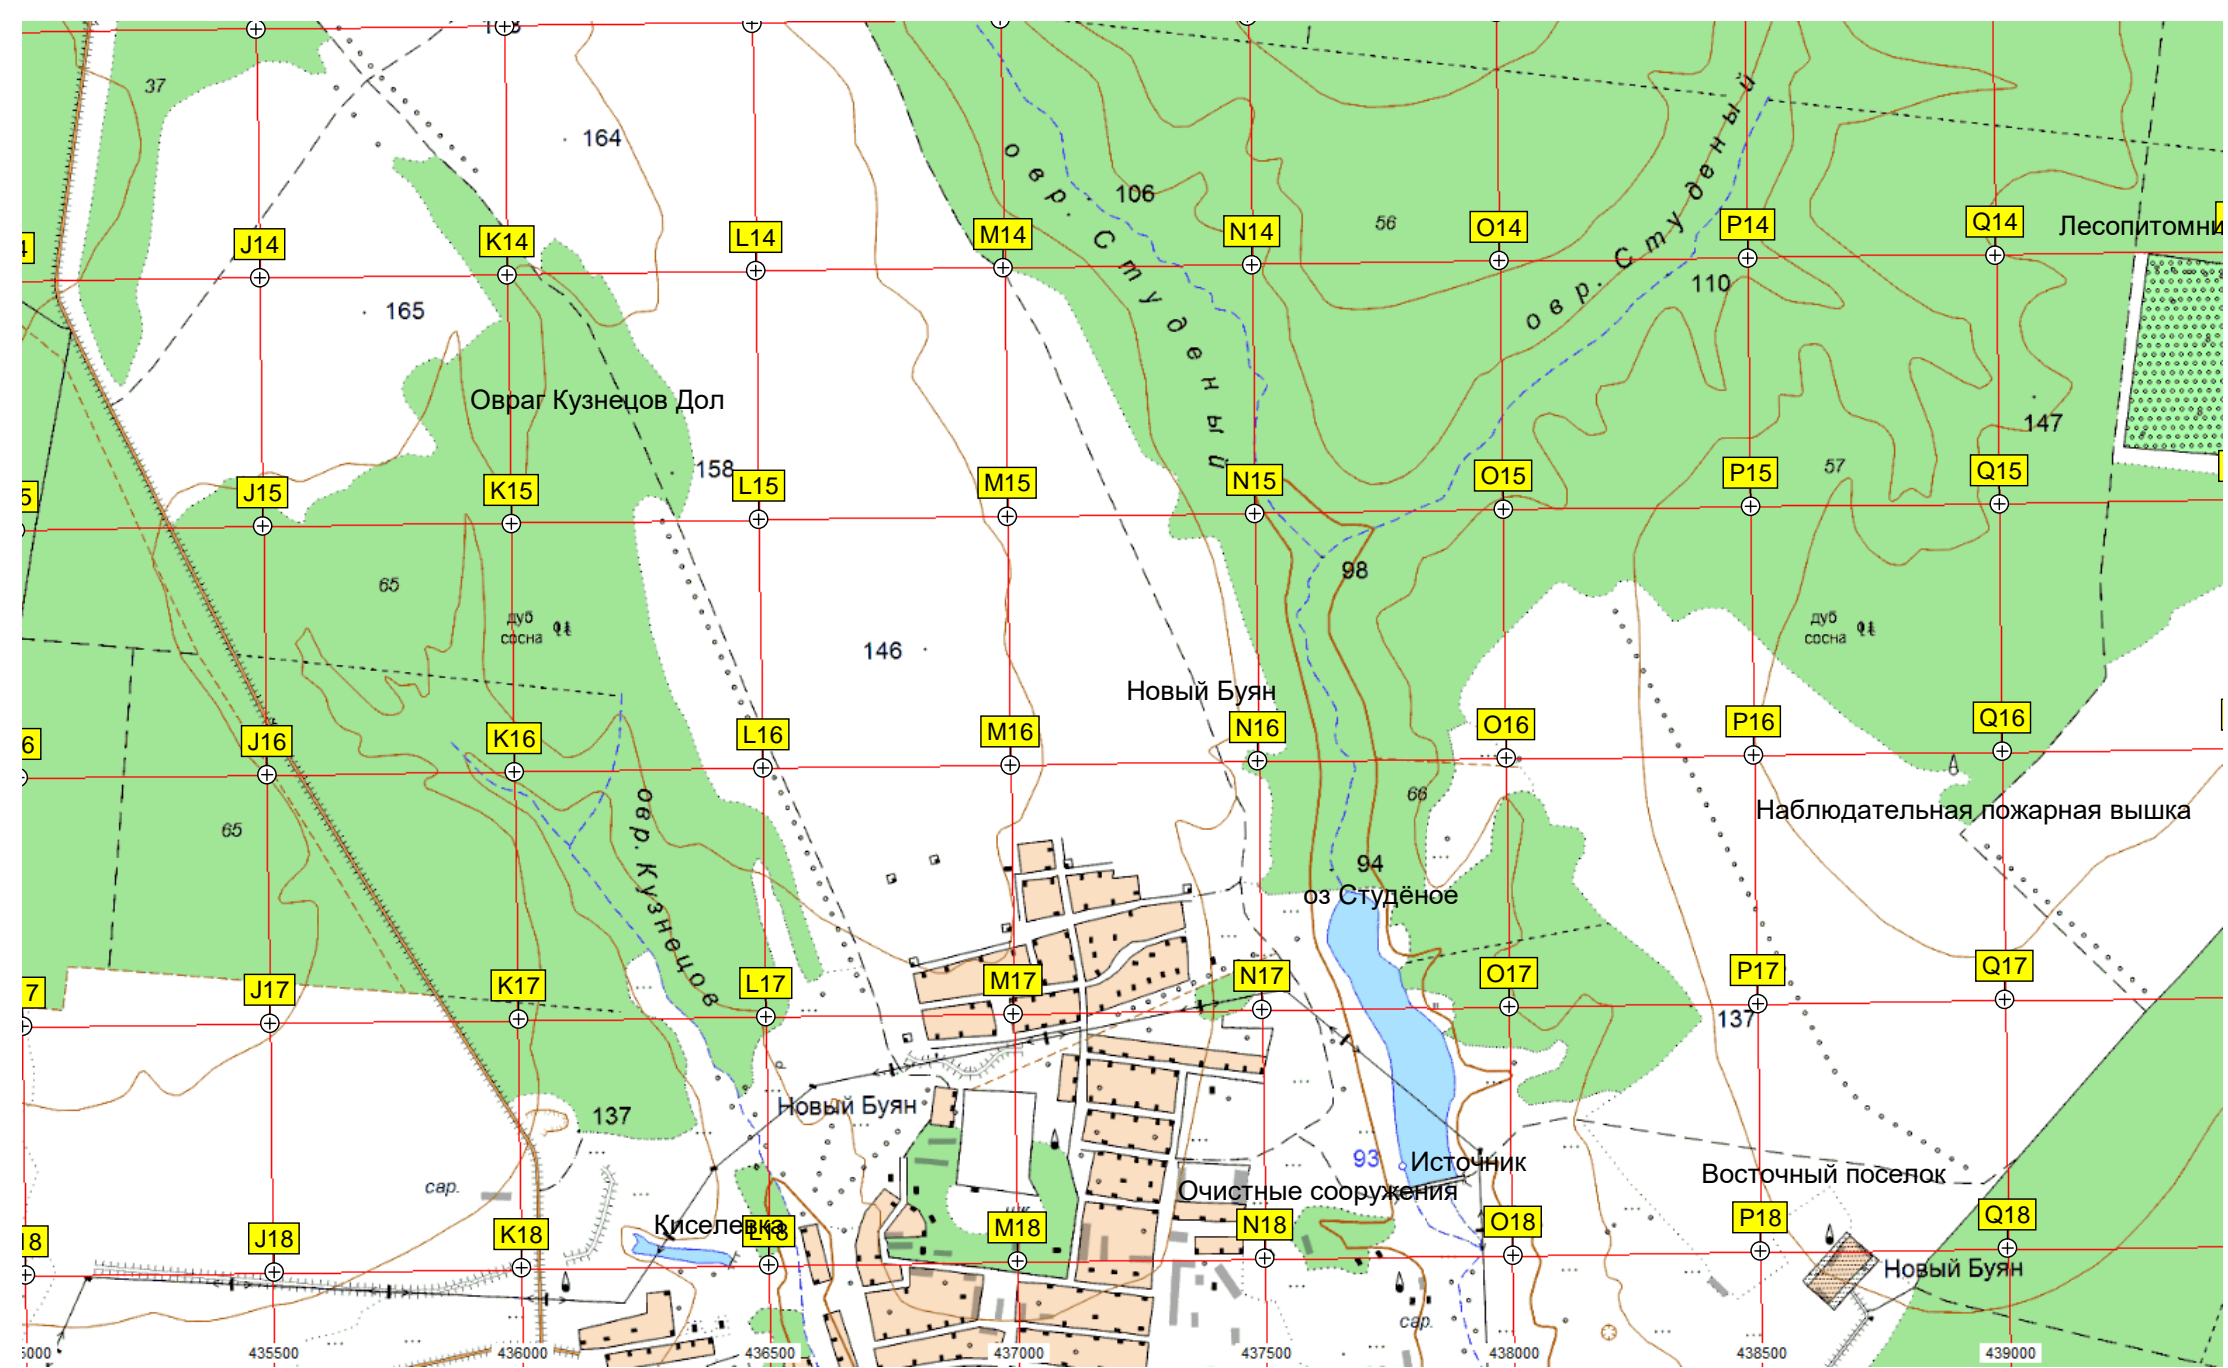 37
164
106
56
овр. Студеный
овр. Студеный
J14
K14
L14
M14
N14
O14
P14
Q14
Лесопитомни
165
110
Овраг Кузнецов Дол
147
158
57
J15
K15
L15
M15
N15
O15
P15
Q15
98
65
дуб
сосна
дуб
сосна
146
Новый Буян
J16
K16
L16
M16
N16
O16
P16
Q16
65
66
овр. Кузнецов
Наблюдательная пожарная вышка
94
оз Студёное
J17
K17
L17
M17
N17
O17
P17
Q17
137
137
Новый Буян
93
Источник
Восточный поселок
сар.
Очистные сооружения
Киселевка
J18
K18
L18
M18
N18
O18
P18
Q18
Новый Буян
сар.
5000
435500
436000
436500
437000
437500
438000
438500
439000